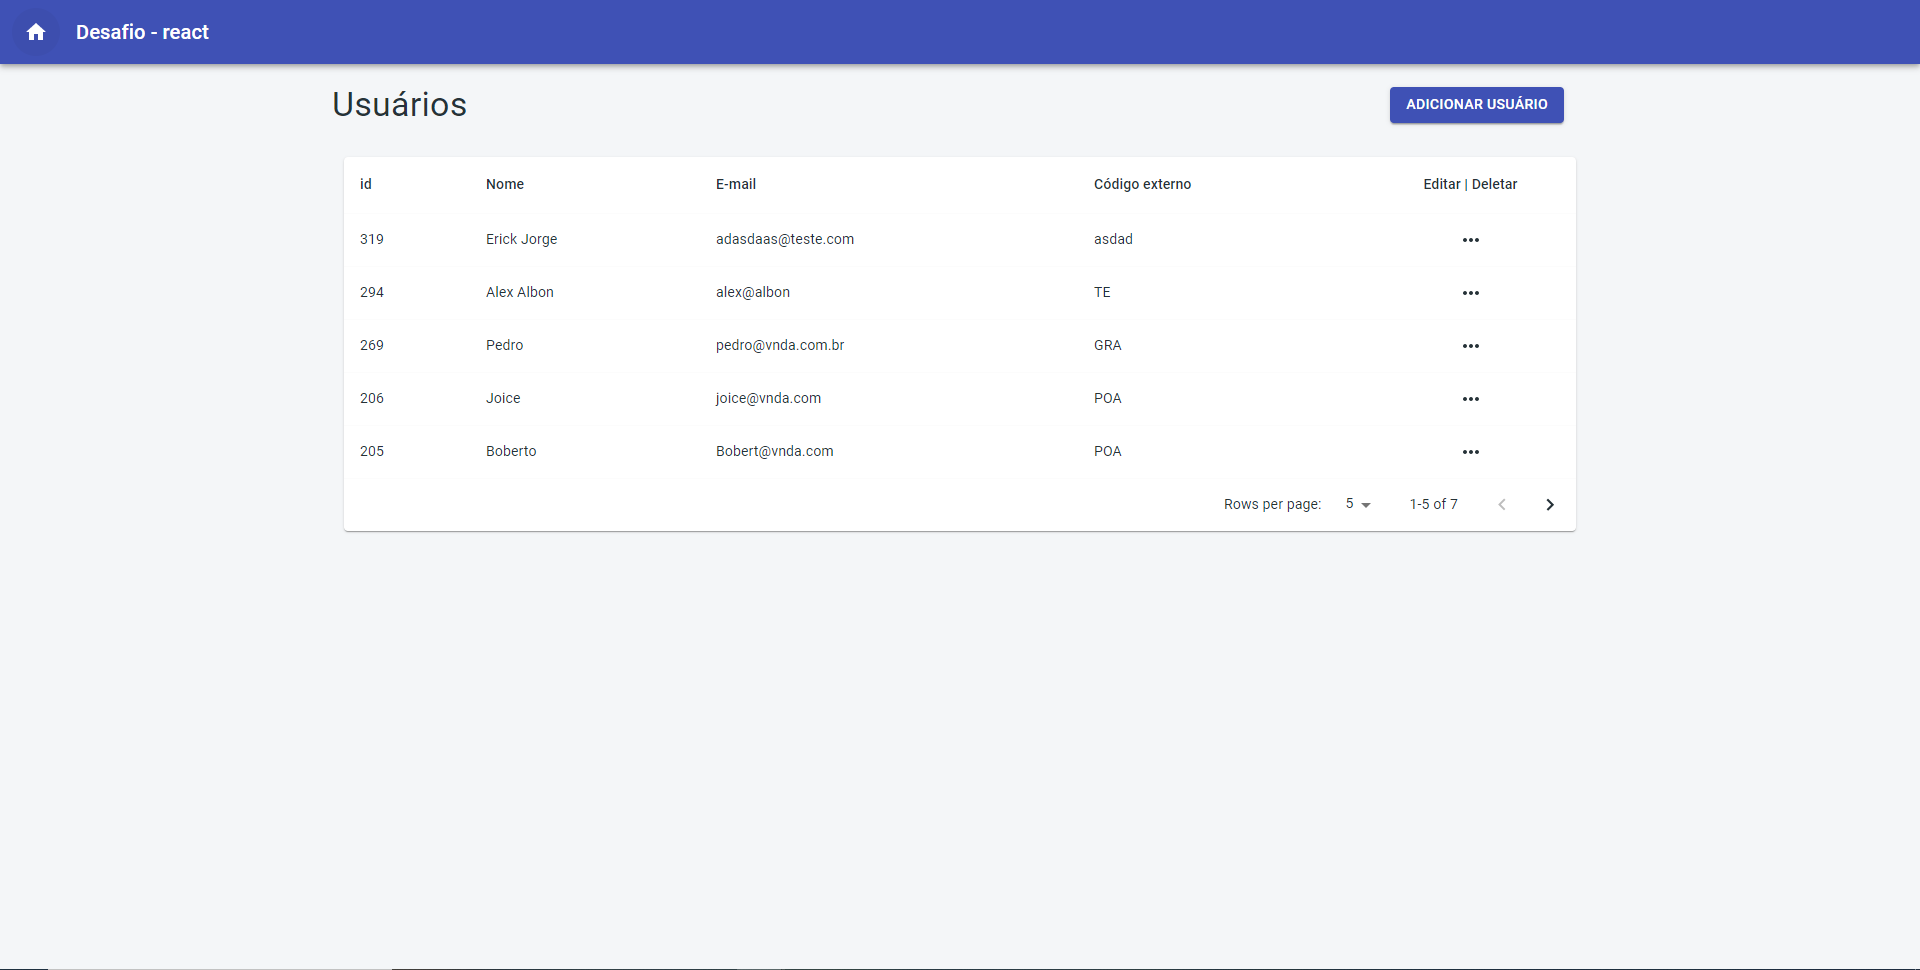 Desafio - react
Usuários
ADICIONAR USUÁRIO
id Nome E-mail Código externo Editar | Deletar
319 Erick Jorge adasdaas@teste.com asdad
294 Alex Albon alex@albon TE
269 Pedro pedro@vnda.com.br GRA
206 Joice joice@vnda.com POA
205 Boberto Bobert@vnda.com POA
Rows per page: 5 1-5 of 7